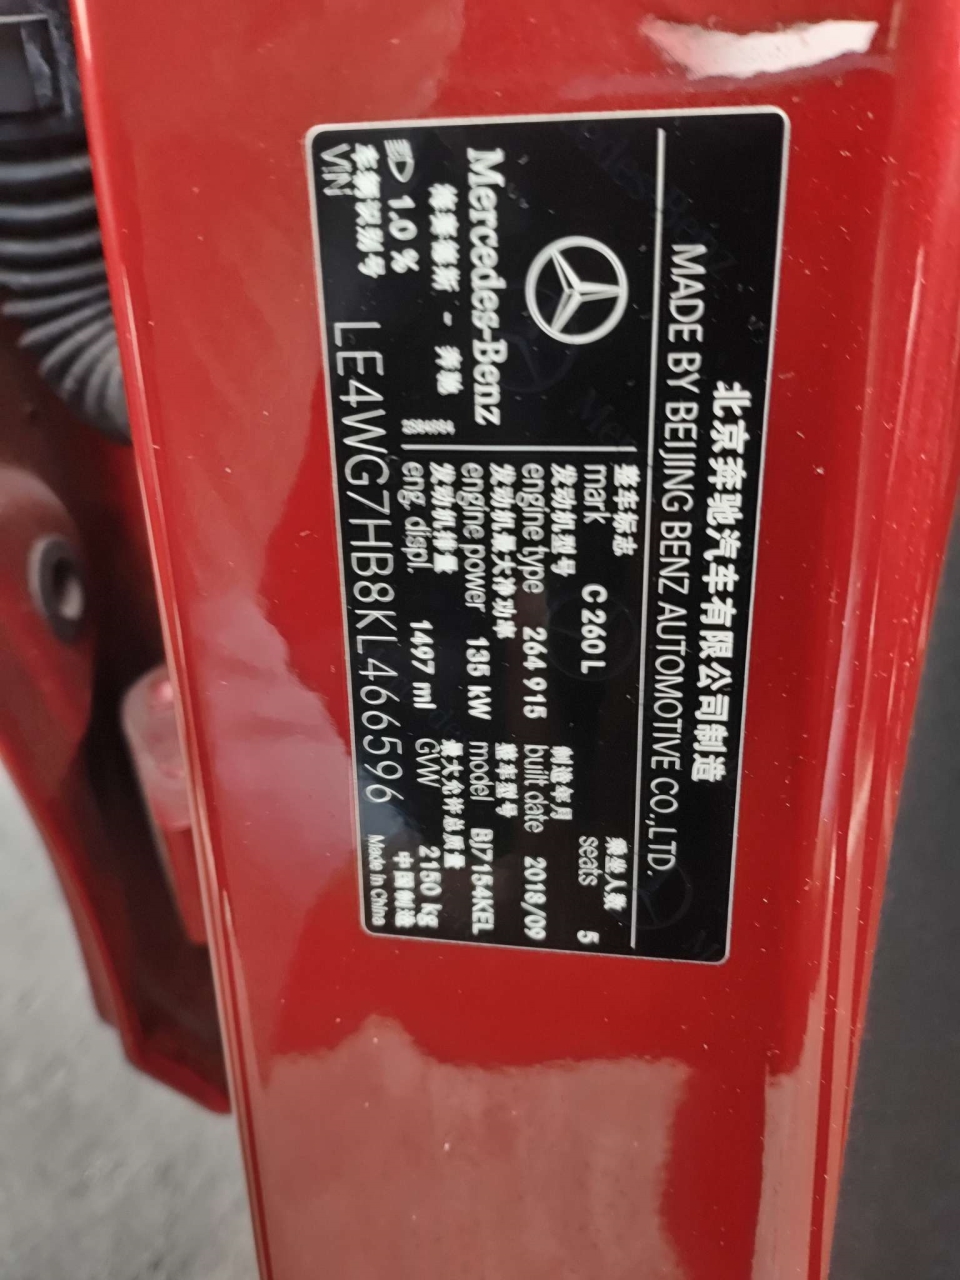 北京奔驰汽车有限公司制造
MADE BY BEIJING BENZ AUTOMOTIVE CO.,LTD.
Mercedes-Benz
梅赛德斯 - 奔驰
1.0 %
整车标志
mark C 260 L
乘坐人数
seats 5
发动机型号
engine type 264 915
制造年月
built date 2018/09
发动机最大净功率
engine power 135 kW
整车型号
model BJ7154KEL
发动机排量
eng. displ. 1497 ml
最大允许总质量
GVW 2150 kg
车辆识别号
VIN LE4WG7HB8KL466596
中国制造
Made in China